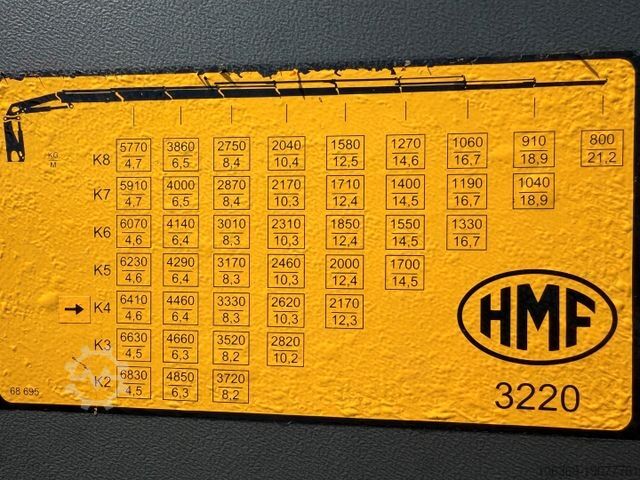 KG
M
K8 5770 3860 2750 2040 1580 1270 1060 910 800
4,7 6,5 8,4 10,4 12,5 14,6 16,7 18,9 21,2
K7 5910 4000 2870 2170 1710 1400 1190 1040
4,7 6,5 8,4 10,3 12,4 14,5 16,7 18,9
K6 6070 4140 3010 2310 1850 1550 1330
4,6 6,4 8,3 10,3 12,4 14,5 16,7
K5 6230 4290 3170 2460 2000 1700
4,6 6,4 8,3 10,3 12,4 14,5
K4 6410 4460 3330 2620 2170
4,6 6,4 8,3 10,3 12,3
K3 6630 4660 3520 2820
4,5 6,3 8,2 10,2
K2 6830 4850 3720
4,5 6,3 8,2
68 695
HMF
3220